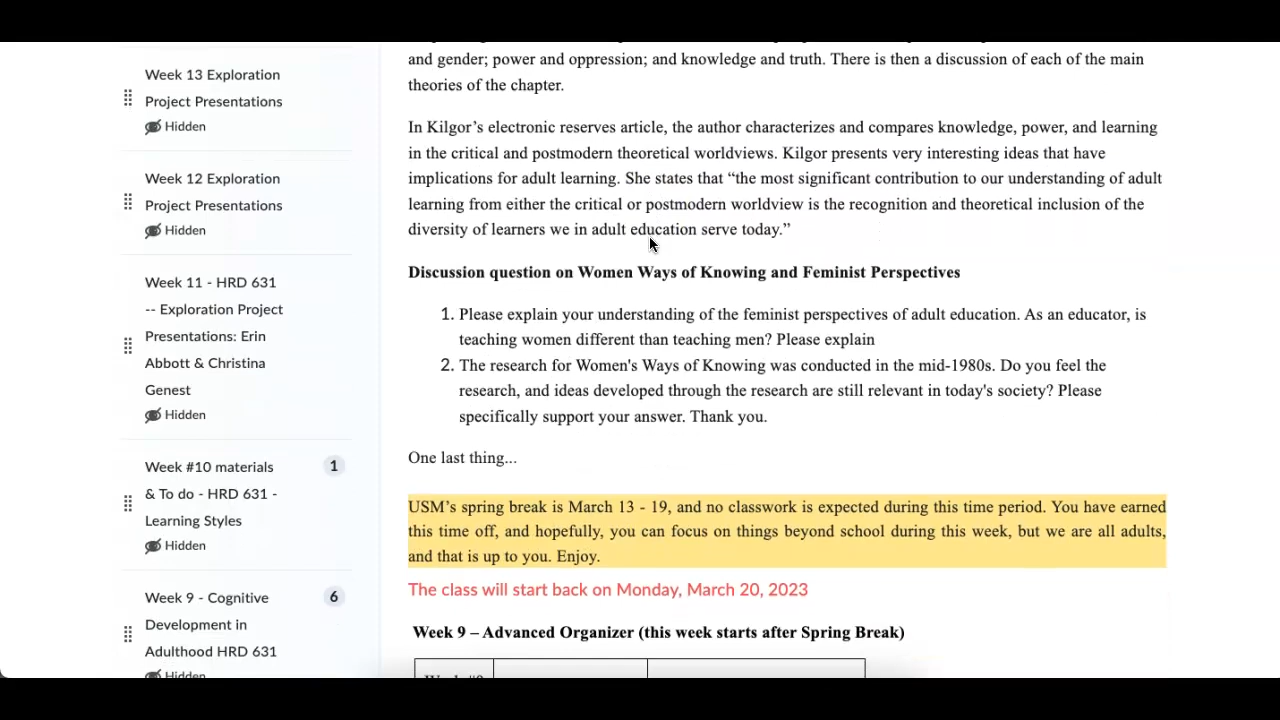 Week 13 Exploration
Project Presentations
Hidden
Week 12 Exploration
Project Presentations
Hidden
Week 11 - HRD 631
-- Exploration Project
Presentations: Erin
Abbott & Christina
Genest
Hidden
Week #10 materials 1
& To do - HRD 631 -
Learning Styles
Hidden
Week 9 - Cognitive 6
Development in
Adulthood HRD 631
Hidden
and gender; power and oppression; and knowledge and truth. There is then a discussion of each of the main
theories of the chapter.
In Kilgor’s electronic reserves article, the author characterizes and compares knowledge, power, and learning
in the critical and postmodern theoretical worldviews. Kilgor presents very interesting ideas that have
implications for adult learning. She states that “the most significant contribution to our understanding of adult
learning from either the critical or postmodern worldview is the recognition and theoretical inclusion of the
diversity of learners we in adult education serve today.”
Discussion question on Women Ways of Knowing and Feminist Perspectives
1. Please explain your understanding of the feminist perspectives of adult education. As an educator, is
teaching women different than teaching men? Please explain
2. The research for Women's Ways of Knowing was conducted in the mid-1980s. Do you feel the
research, and ideas developed through the research are still relevant in today's society? Please
specifically support your answer. Thank you.
One last thing...
USM’s spring break is March 13 - 19, and no classwork is expected during this time period. You have earned
this time off, and hopefully, you can focus on things beyond school during this week, but we are all adults,
and that is up to you. Enjoy.
The class will start back on Monday, March 20, 2023
Week 9 – Advanced Organizer (this week starts after Spring Break)